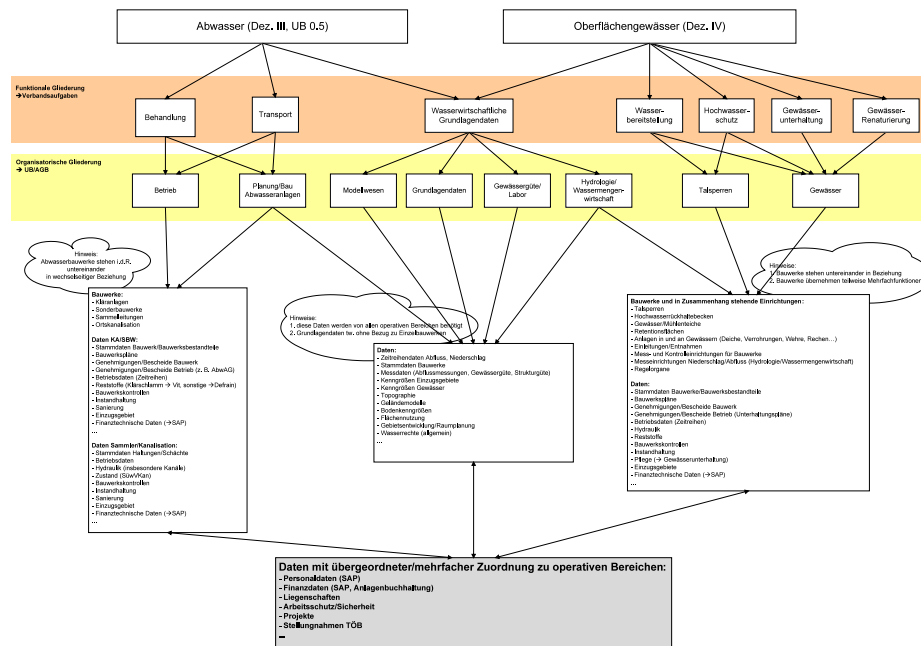 Abwasser (Dez. III, UB 0.5)
Oberflächengewässer (Dez. IV)
Funktionale Gliederung
→Verbandsaufgaben
Behandlung
Transport
Wasserwirtschaftliche
Grundlagendaten
Wasser-
bereitstellung
Hochwasser-
schutz
Gewässer-
unterhaltung
Gewässer-
Renaturierung
Organisatorische Gliederung
→ UB/AGB
Betrieb
Planung/Bau
Abwasseranlagen
Modellwesen
Grundlagendaten
Gewässergüte/
Labor
Hydrologie/
Wassermengen-
wirtschaft
Talsperren
Gewässer
Hinweis:
Abwasserbauwerke stehen i.d.R.
untereinander
in wechselseitiger Beziehung
Hinweise:
1. diese Daten werden von allen operativen Bereichen benötigt
2. Grundlagendaten tw. ohne Bezug zu Einzelbauwerken
Hinweise:
1. Bauwerke stehen untereinander in Beziehung
2. Bauwerke übernehmen teilweise Mehrfachfunktionen
Bauwerke:
- Kläranlagen
- Sonderbauwerke
- Sammelleitungen
- Ortskanalisation
Daten KA/SBW:
- Stammdaten Bauwerk/Bauwerksbestandteile
- Bauwerkspläne
- Genehmigungen/Bescheide Bauwerk
- Genehmigungen/Bescheide Betrieb (z. B. AbwAG)
- Betriebsdaten (Zeitreihen)
- Reststoffe (Klärschlamm → Vit, sonstige →Defrain)
- Bauwerkskontrollen
- Instandhaltung
- Sanierung
- Einzugsgebiet
- Finanztechnische Daten (→SAP)
...
Daten Sammler/Kanalisation:
- Stammdaten Haltungen/Schächte
- Betriebsdaten
- Hydraulik (insbesondere Kanäle)
- Zustand (SüwVKan)
- Bauwerkskontrollen
- Instandhaltung
- Sanierung
- Einzugsgebiet
- Finanztechnische Daten (→SAP)
...
Daten:
- Zeitreihendaten Abfluss, Niederschlag
- Stammdaten Bauwerke
- Messdaten (Abflussmessungen, Gewässergüte, Strukturgüte)
- Kenngrößen Einzugsgebiete
- Kenngrößen Gewässer
- Topographie
- Geländemodelle
- Bodenkenngrößen
- Flächennutzung
- Gebietsentwicklung/Raumplanung
- Wasserrechte (allgemein)
...
Bauwerke und in Zusammenhang stehende Einrichtungen:
- Talsperren
- Hochwasserrückhaltebecken
- Gewässer/Mühlenteiche
- Retentionsflächen
- Anlagen in und an Gewässern (Deiche, Verrohrungen, Wehre, Rechen...)
- Einleitungen/Entnahmen
- Mess- und Kontrolleinrichtungen für Bauwerke
- Messeinrichtungen Niederschlag/Abfluss (Hydrologie/Wassermengenwirtschaft)
- Regelorgane
Daten:
- Stammdaten Bauwerke/Bauwerksbestandteile
- Bauwerkspläne
- Genehmigungen/Bescheide Bauwerk
- Genehmigungen/Bescheide Betrieb (Unterhaltungspläne)
- Betriebsdaten (Zeitreihen)
- Hydraulik
- Reststoffe
- Bauwerkskontrollen
- Instandhaltung
- Pflege (→ Gewässerunterhaltung)
- Einzugsgebiete
- Finanztechnische Daten (→SAP)
...
Daten mit übergeordneter/mehrfacher Zuordnung zu operativen Bereichen:
- Personaldaten (SAP)
- Finanzdaten (SAP, Anlagenbuchhaltung)
- Liegenschaften
- Arbeitsschutz/Sicherheit
- Projekte
- Stellungnahmen TÖB
...